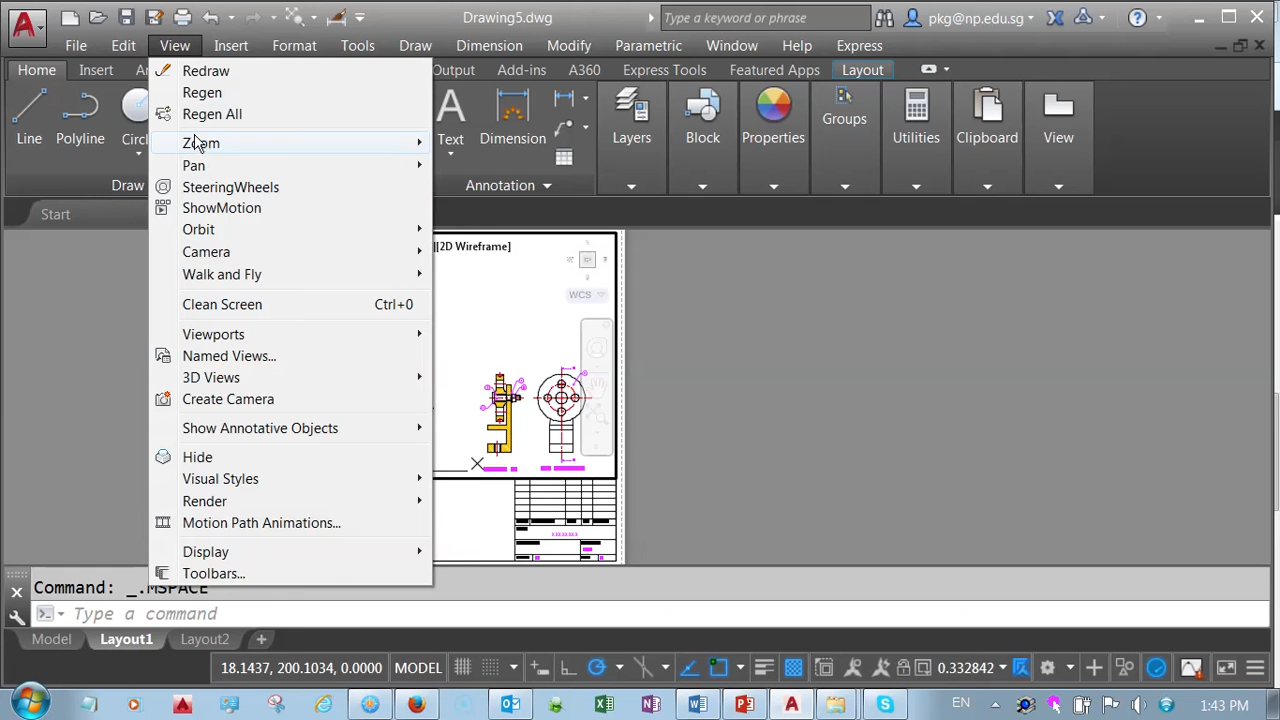 Drawing5.dwg
Type a keyword or phrase
pkg@np.edu.sg
File Edit View Insert Format Tools Draw Dimension Modify Parametric Window Help Express
Home Insert Output Add-ins A360 Express Tools Featured Apps Layout
Line Polyline Text Dimension Layers Block Properties Groups Utilities Clipboard View
Draw Annotation
Start
Redraw
Regen
Regen All
Zoom
Pan
SteeringWheels
ShowMotion
Orbit
Camera
Walk and Fly
Clean Screen Ctrl+0
Viewports
Named Views...
3D Views
Create Camera
Show Annotative Objects
Hide
Visual Styles
Render
Motion Path Animations...
Display
Toolbars...
][2D Wireframe]
WCS
Command: _.MSPACE
Type a command
Model Layout1 Layout2 +
18.1437, 200.1034, 0.0000 MODEL 0.332842
EN 1:43 PM